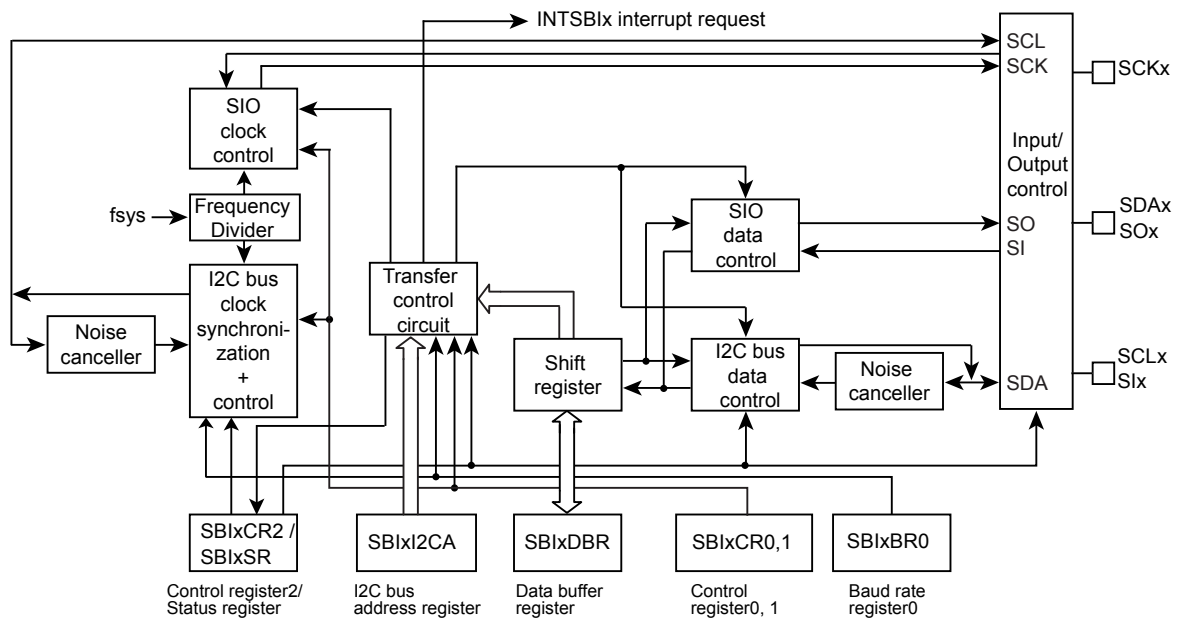 INTSBIx interrupt request
SCL
SCK
SCKx
SIO
clock
control
Input/
Output
control
fsys
Frequency
Divider
SIO
data
control
SO
SI
SDAx
SOx
I2C bus
clock
synchroni-
zation
+
control
Transfer
control
circuit
Noise
canceller
Shift
register
I2C bus
data
control
Noise
canceller
SDA
SCLx
SIx
SBIxCR2 /
SBIxSR
SBIxI2CA
SBIxDBR
SBIxCR0,1
SBIxBR0
Control register2/
Status register
I2C bus
address register
Data buffer
register
Control
register0, 1
Baud rate
register0